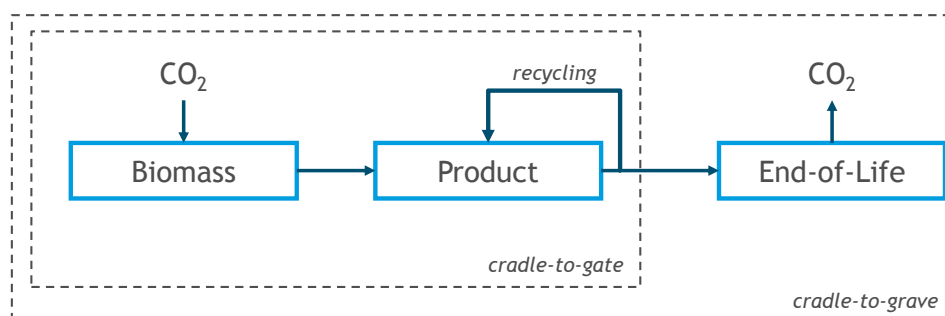 CO₂
recycling
CO₂
Biomass
Product
End-of-Life
cradle-to-gate
cradle-to-grave